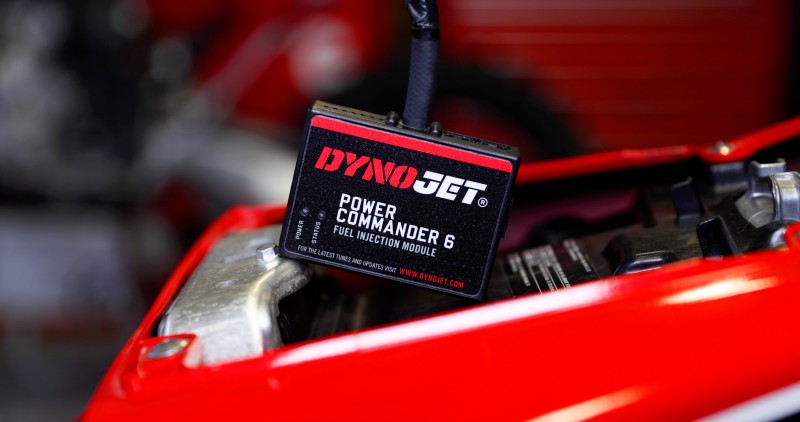 DYNOJET®
POWER
COMMANDER 6
FUEL INJECTION MODULE
POWER
STATUS
FOR THE LATEST TUNES AND UPDATES VISIT WWW.DYNOJET.COM